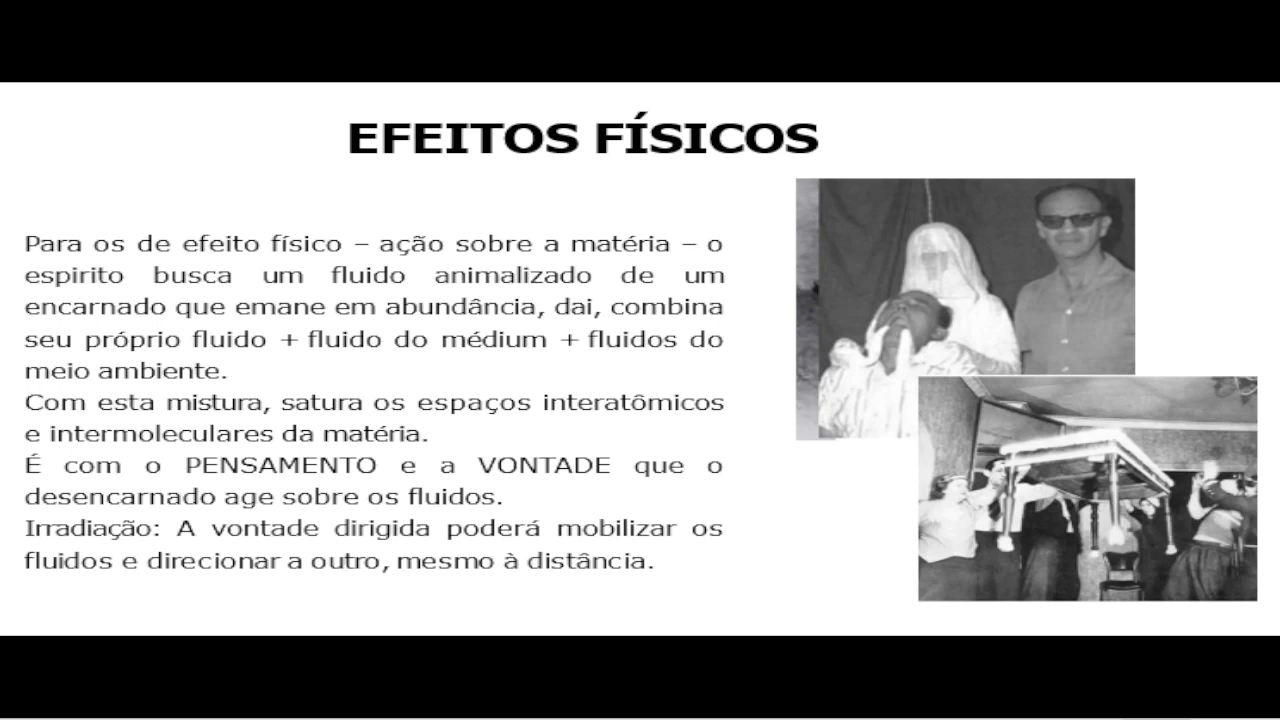 EFEITOS FÍSICOS
Para os de efeito físico – ação sobre a matéria – o
espirito busca um fluido animalizado de um
encarnado que emane em abundância, dai, combina
seu próprio fluido + fluido do médium + fluidos do
meio ambiente.
Com esta mistura, satura os espaços interatômicos
e intermoleculares da matéria.
É com o PENSAMENTO e a VONTADE que o
desencarnado age sobre os fluidos.
Irradiação: A vontade dirigida poderá mobilizar os
fluidos e direcionar a outro, mesmo à distância.